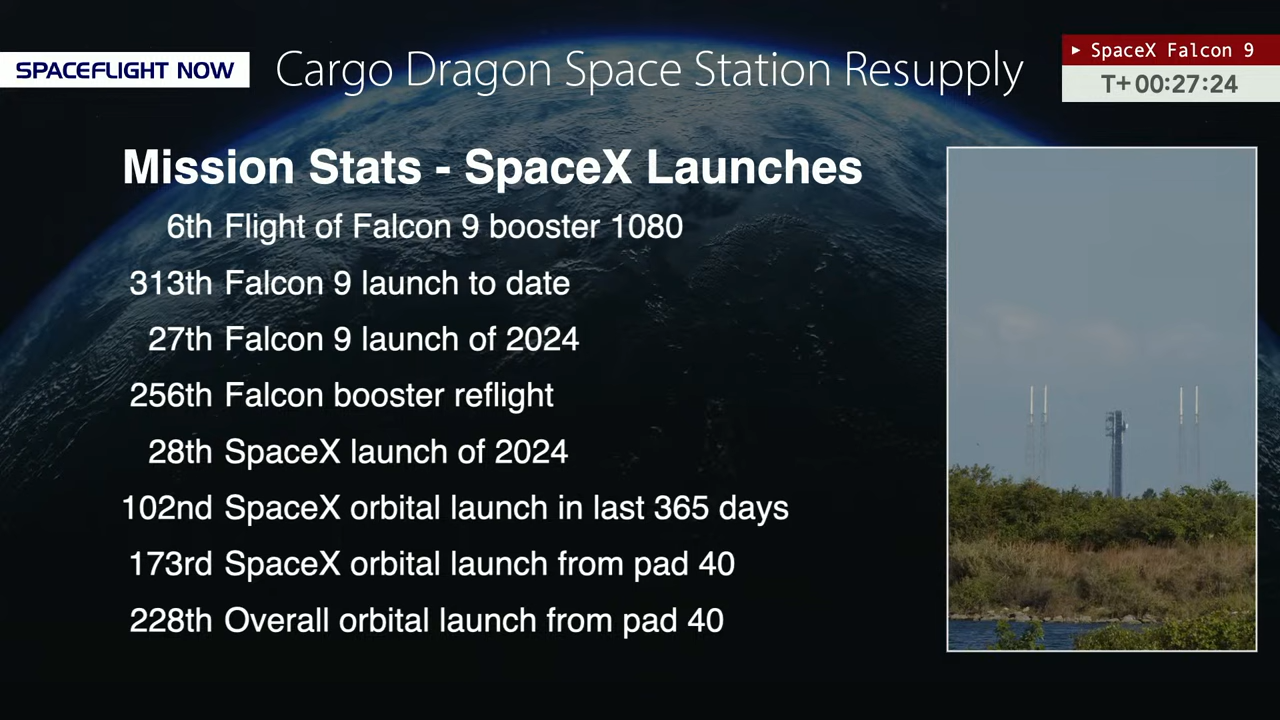 SPACEFLIGHT NOW
Cargo Dragon Space Station Resupply
SpaceX Falcon 9
T+00:27:24
Mission Stats - SpaceX Launches
6th Flight of Falcon 9 booster 1080
313th Falcon 9 launch to date
27th Falcon 9 launch of 2024
256th Falcon booster reflight
28th SpaceX launch of 2024
102nd SpaceX orbital launch in last 365 days
173rd SpaceX orbital launch from pad 40
228th Overall orbital launch from pad 40